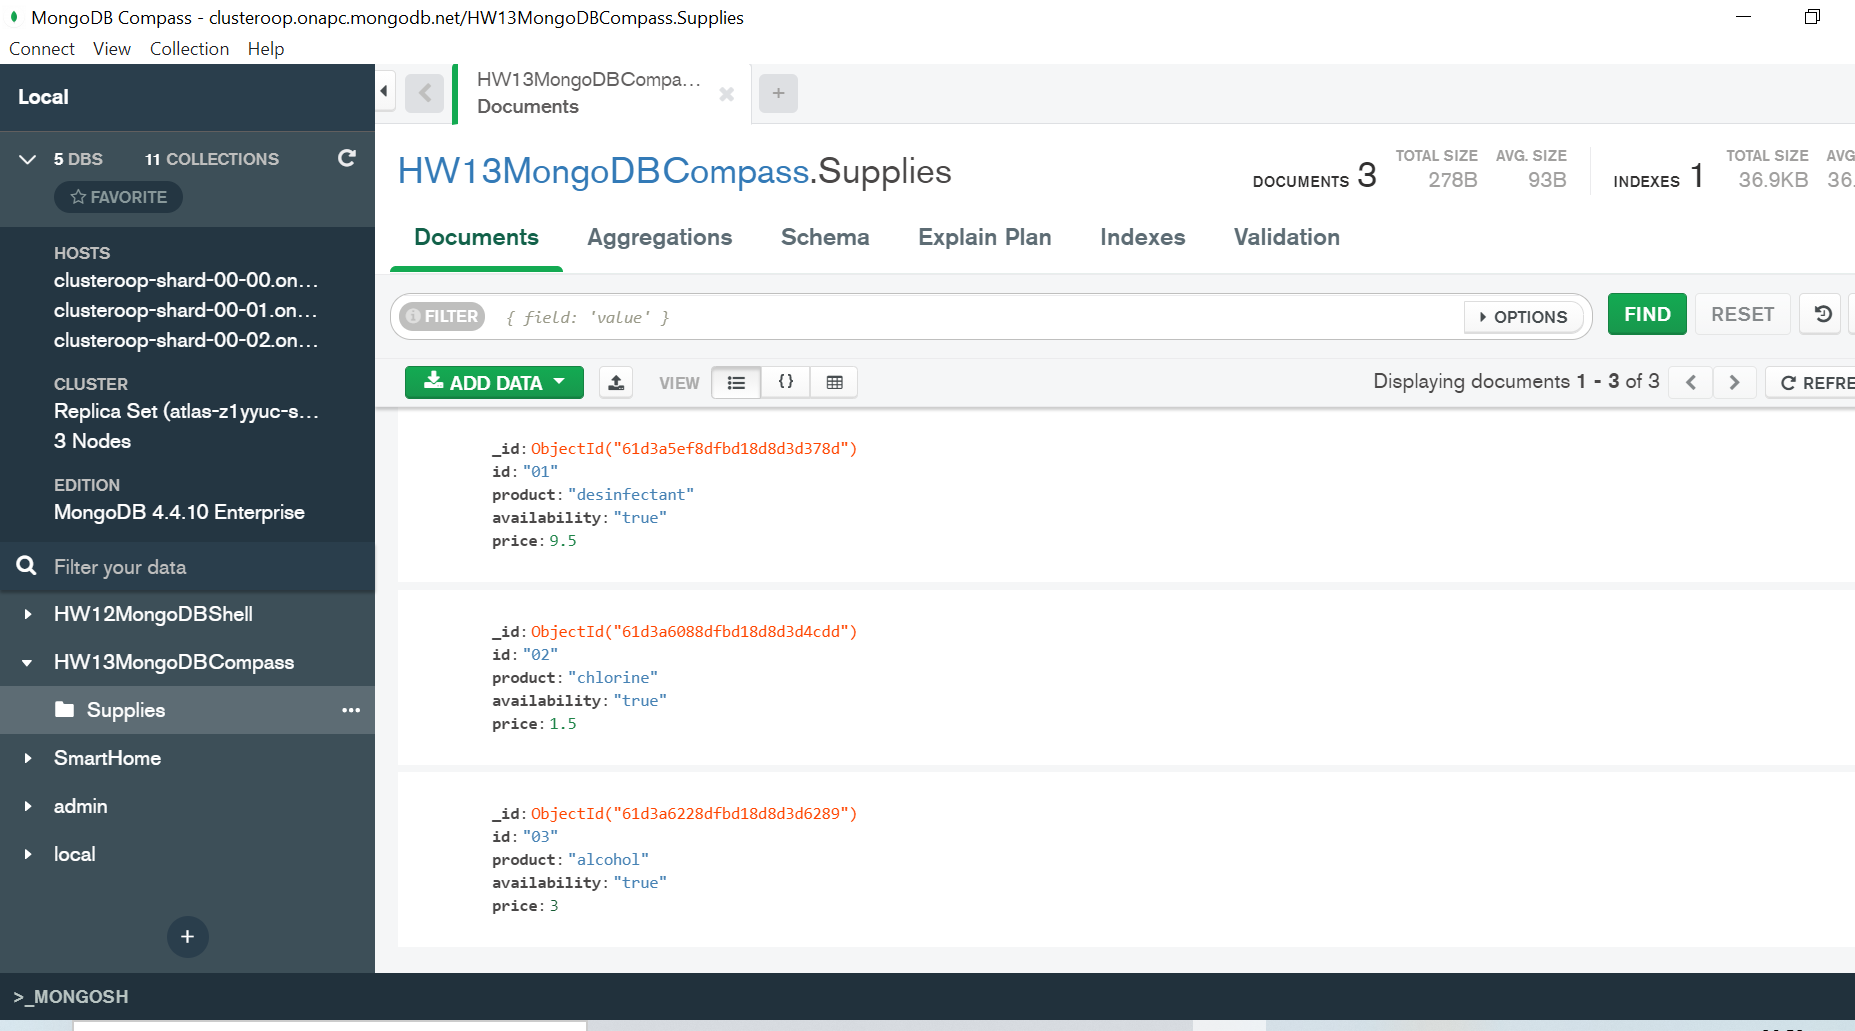 MongoDB Compass - clusteroop.onapc.mongodb.net/HW13MongoDBCompass.Supplies
Connect View Collection Help
Local
5 DBS 11 COLLECTIONS
FAVORITE
HOSTS
clusteroop-shard-00-00.on...
clusteroop-shard-00-01.on...
clusteroop-shard-00-02.on...
CLUSTER
Replica Set (atlas-z1yyuc-s...
3 Nodes
EDITION
MongoDB 4.4.10 Enterprise
Filter your data
HW12MongoDBShell
HW13MongoDBCompass
Supplies
SmartHome
admin
local
>_MONGOSH
HW13MongoDBCompa...
Documents
HW13MongoDBCompass.Supplies
DOCUMENTS 3 TOTAL SIZE 278B AVG. SIZE 93B INDEXES 1 TOTAL SIZE 36.9KB AVG 36.
Documents Aggregations Schema Explain Plan Indexes Validation
FILTER { field: 'value' } OPTIONS FIND RESET
ADD DATA VIEW { } Displaying documents 1 - 3 of 3 REFRE
_id: ObjectId("61d3a5ef8dfbd18d8d3d378d")
id: "01"
product: "desinfectant"
availability: "true"
price: 9.5
_id: ObjectId("61d3a6088dfbd18d8d3d4cdd")
id: "02"
product: "chlorine"
availability: "true"
price: 1.5
_id: ObjectId("61d3a6228dfbd18d8d3d6289")
id: "03"
product: "alcohol"
availability: "true"
price: 3